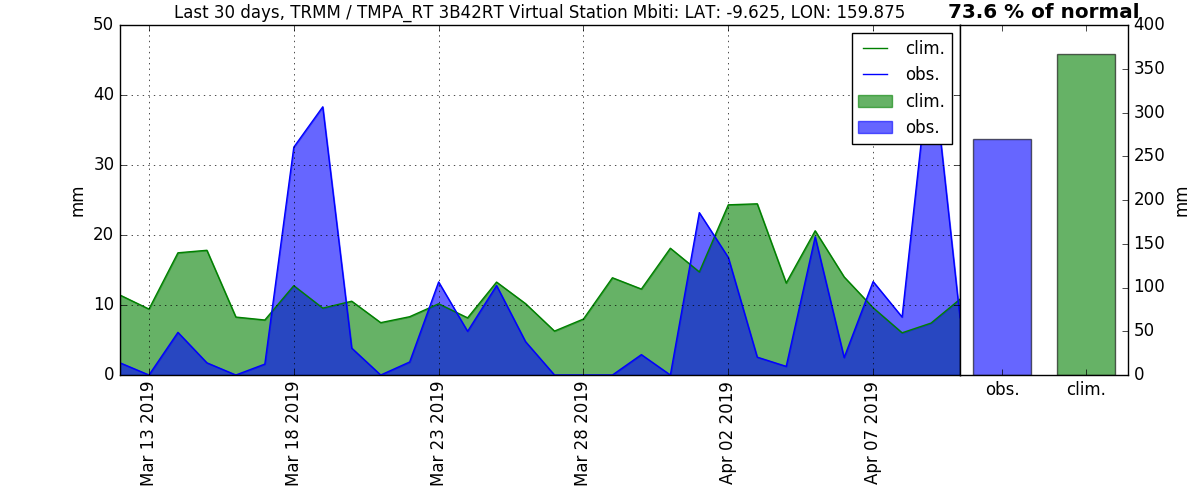 Last 30 days, TRMM / TMPA_RT 3B42RT Virtual Station Mbiti: LAT: -9.625, LON: 159.875
73.6 % of normal
50
40
30
20
10
0
mm
clim.
obs.
clim.
obs.
400
350
300
250
200
150
100
50
0
mm
Mar 13 2019
Mar 18 2019
Mar 23 2019
Mar 28 2019
Apr 02 2019
Apr 07 2019
obs.
clim.